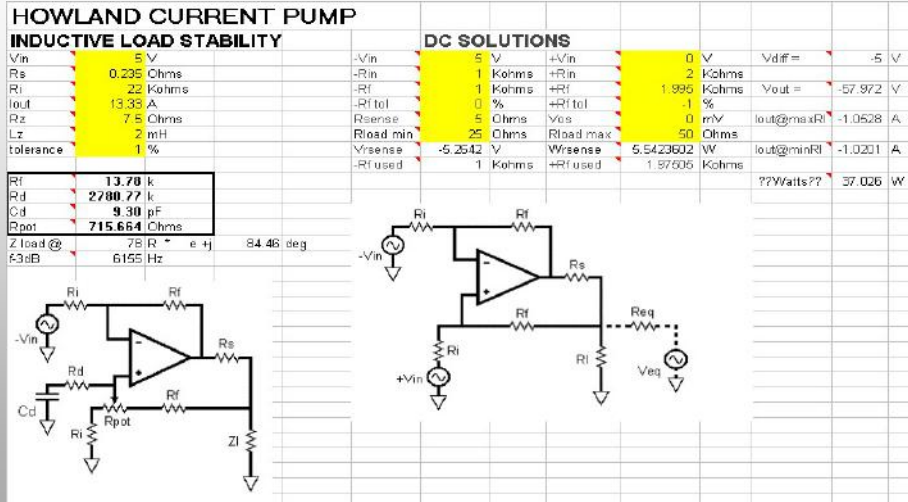 HOWLAND CURRENT PUMP
INDUCTIVE LOAD STABILITY DC SOLUTIONS
Vin 5 V -Vin 5 V +Vin 0 V Vdiff = -5 V
Rs 0.235 Ohms -Rin 1 Kohms +Rin 2 Kohms
Ri 22 Kohms -Rf 1 Kohms +Rf 1.995 Kohms Vout = -57.972 V
Iout 13.33 A -Rf tol 0 % +Rf tol -1 %
Rz 7.5 Ohms Rsense 5 Ohms Vos 0 mV Iout@maxRl -1.0528 A
Lz 2 mH Rload min 25 Ohms Rload max 50 Ohms
tolerance 1 % Vrsense -5.2642 V Wrsense 5.5423602 W Iout@minRl -1.0201 A
-Rf used 1 Kohms +Rf used 1.97505 Kohms
Rf 13.78 k ??Watts?? 37.026 W
Rd 2780.77 k
Cd 9.30 pF
Rpot 715.664 Ohms
Z load @ 78 R * e +j 84.46 deg
f-3dB 6155 Hz
Ri Rf
-Vin
-
+
Rs
Rf
Req
Ri
Rl
+Vin
Veq
Ri Rf
-Vin
-
+
Rs
Rd
Rf
Cd
Rpot
Ri
Zl